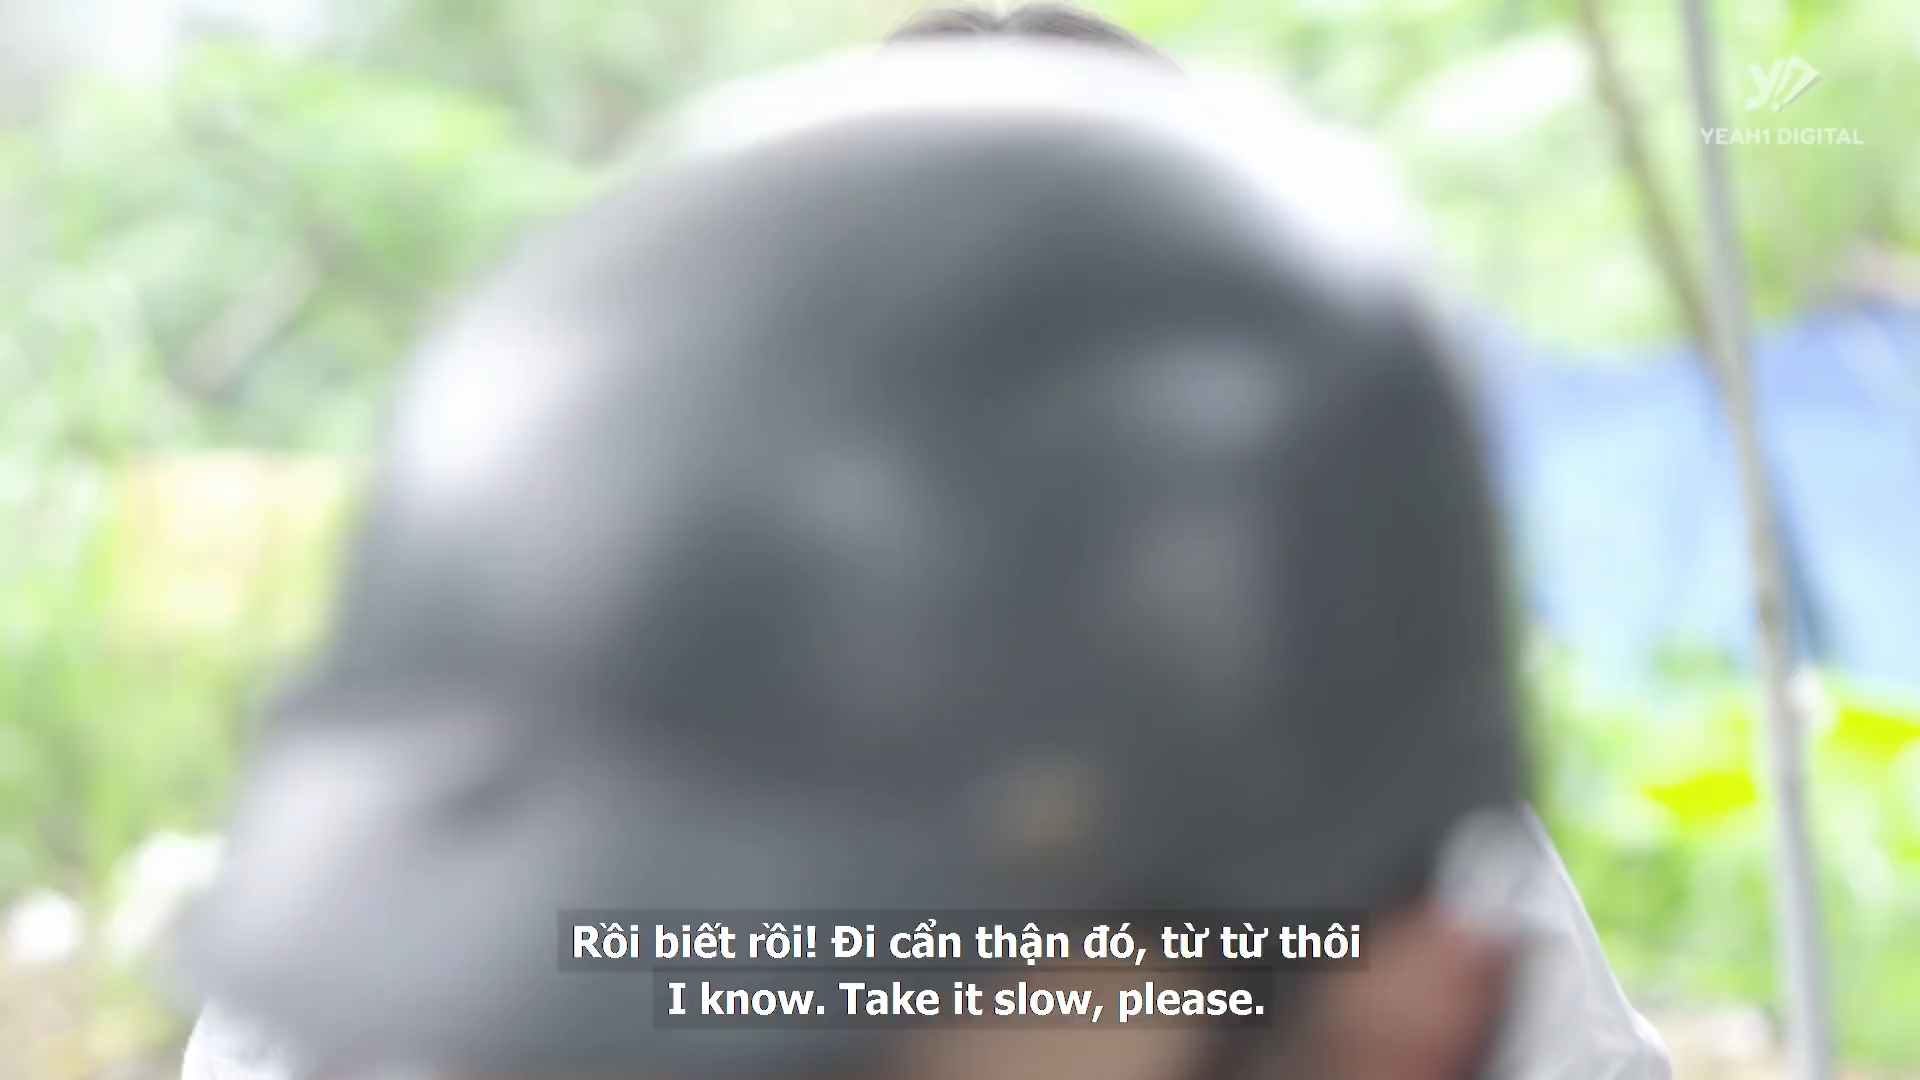 YEAH1 DIGITAL
Rồi biết rồi! Đi cẩn thận đó, từ từ thôi
I know. Take it slow, please.